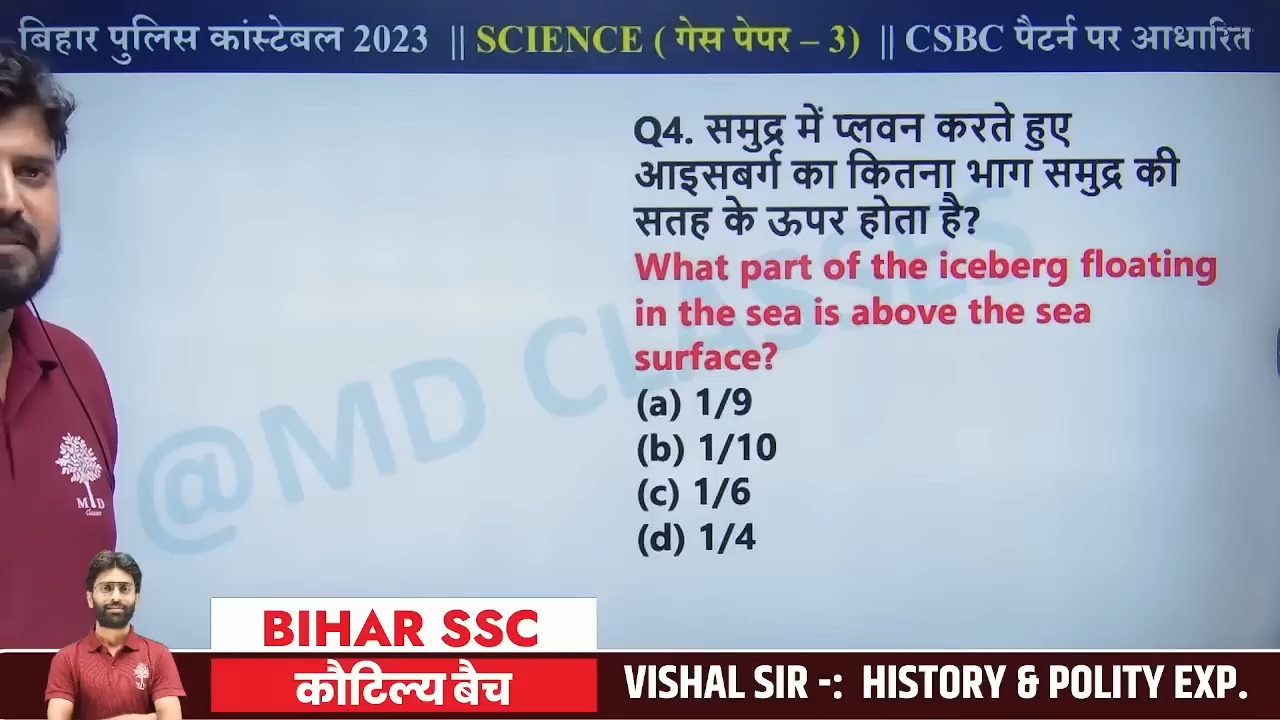 बिहार पुलिस कांस्टेबल 2023 || SCIENCE ( गेस पेपर – 3) || CSBC पैटर्न पर आधारित
Q4. समुद्र में प्लवन करते हुए
आइसबर्ग का कितना भाग समुद्र की
सतह के ऊपर होता है?
What part of the iceberg floating
in the sea is above the sea
surface?
(a) 1/9
(b) 1/10
(c) 1/6
(d) 1/4
@MD CLASSES
MD
Classes
BIHAR SSC
कौटिल्य बैच
VISHAL SIR -: HISTORY & POLITY EXP.